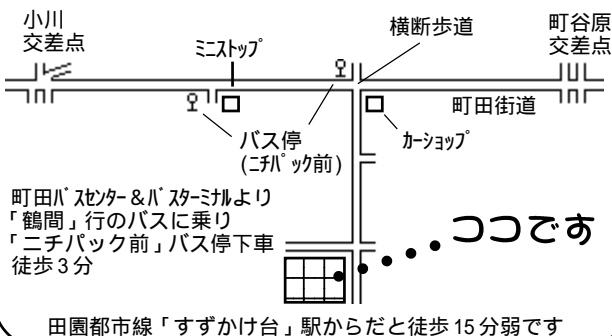 小川
交差点
ﾐﾆｽﾄｯﾌﾟ
横断歩道
町谷原
交差点
町田街道
バス停
(ﾆﾁﾊﾟｯｸ前)
ｶｰｼｮｯﾌﾟ
町田ﾊﾞｽｾﾝﾀｰ&ﾊﾞｽﾀｰﾐﾅﾙより
「鶴間」行のバスに乗り
「ニチパック前」バス停下車
徒歩3分
ココです
田園都市線「すずかけ台」駅からだと徒歩15分弱です